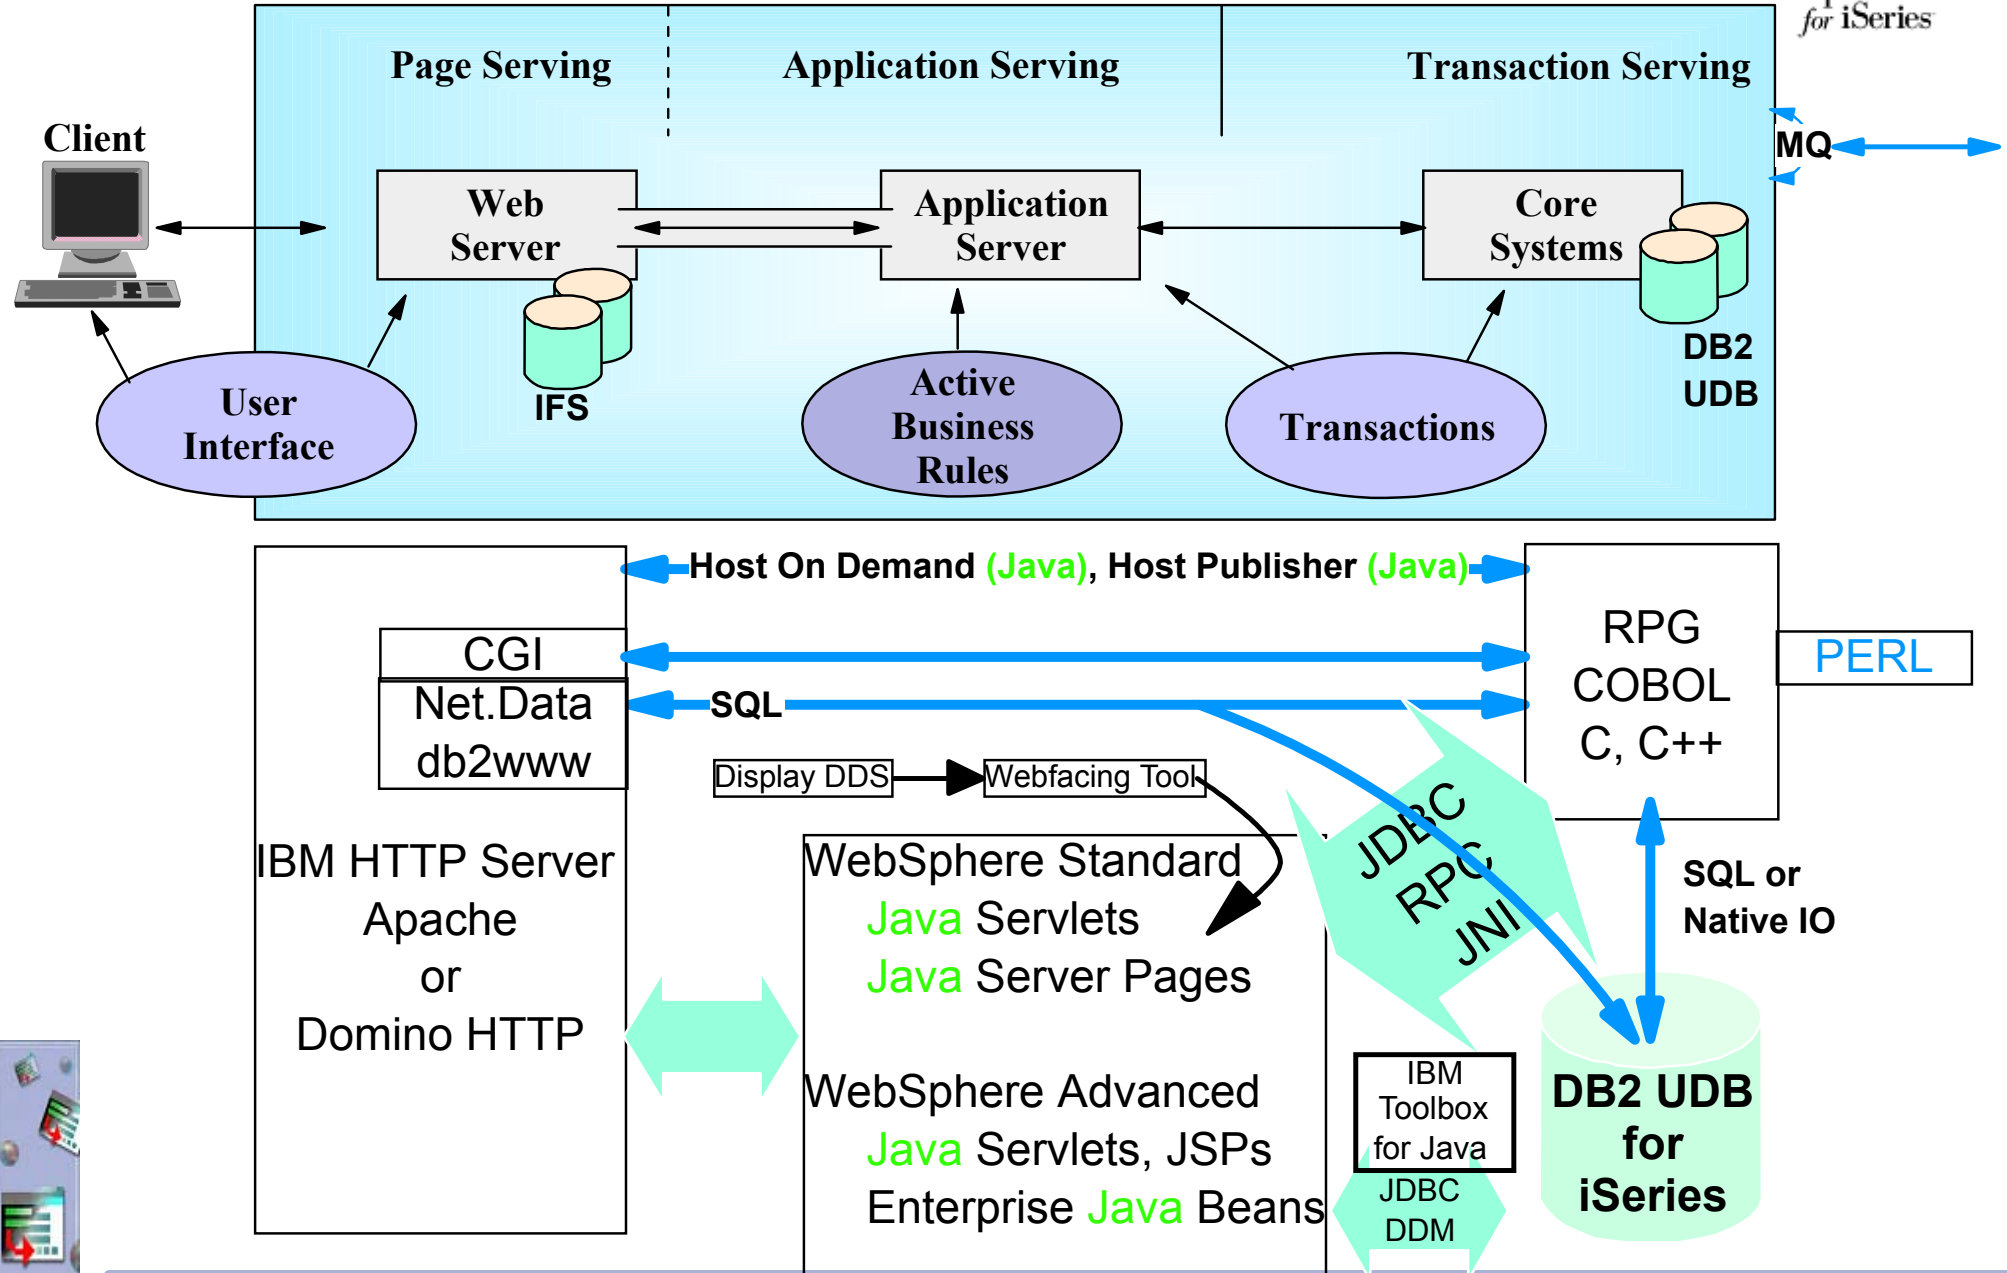 for iSeries
Page Serving
Application Serving
Transaction Serving
Client
MQ
Web
Server
Application
Server
Core
Systems
IFS
DB2
UDB
User
Interface
Active
Business
Rules
Transactions
Host On Demand (Java), Host Publisher (Java)
CGI
Net.Data
db2www
SQL
RPG
COBOL
C, C++
PERL
Display DDS
Webfacing Tool
IBM HTTP Server
Apache
or
Domino HTTP
WebSphere Standard
Java Servlets
Java Server Pages
WebSphere Advanced
Java Servlets, JSPs
Enterprise Java Beans
JDBC
RPC
JNI
SQL or
Native IO
IBM
Toolbox
for Java
JDBC
DDM
DB2 UDB
for
iSeries